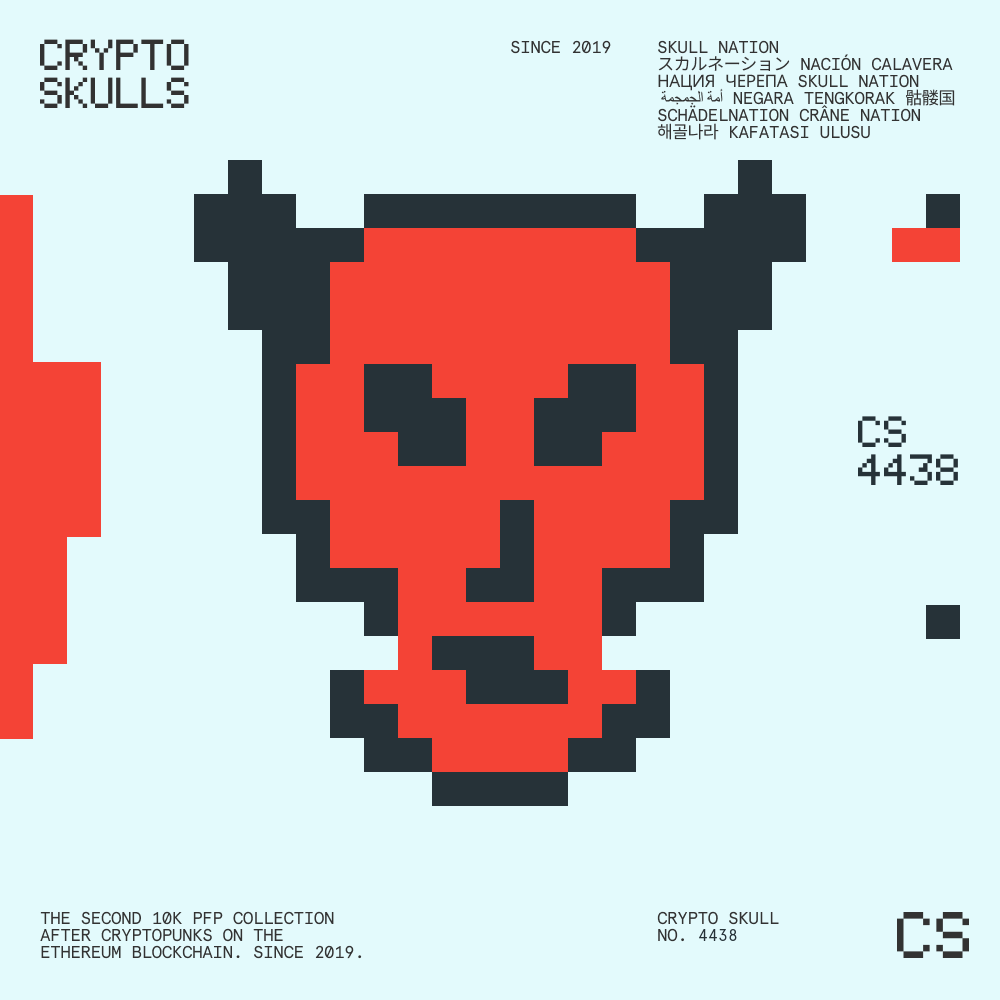 CRYPTO
SKULLS
SINCE 2019
SKULL NATION
スカルネーション NACIÓN CALAVERA
НАЦИЯ ЧЕРЕПА SKULL NATION
أمة الجمجمة NEGARA TENGKORAK 骷髅国
SCHÄDELNATION CRÂNE NATION
해골나라 KAFATASI ULUSU
CS
4438
THE SECOND 10K PFP COLLECTION
AFTER CRYPTOPUNKS ON THE
ETHEREUM BLOCKCHAIN. SINCE 2019.
CRYPTO SKULL
NO. 4438
CS